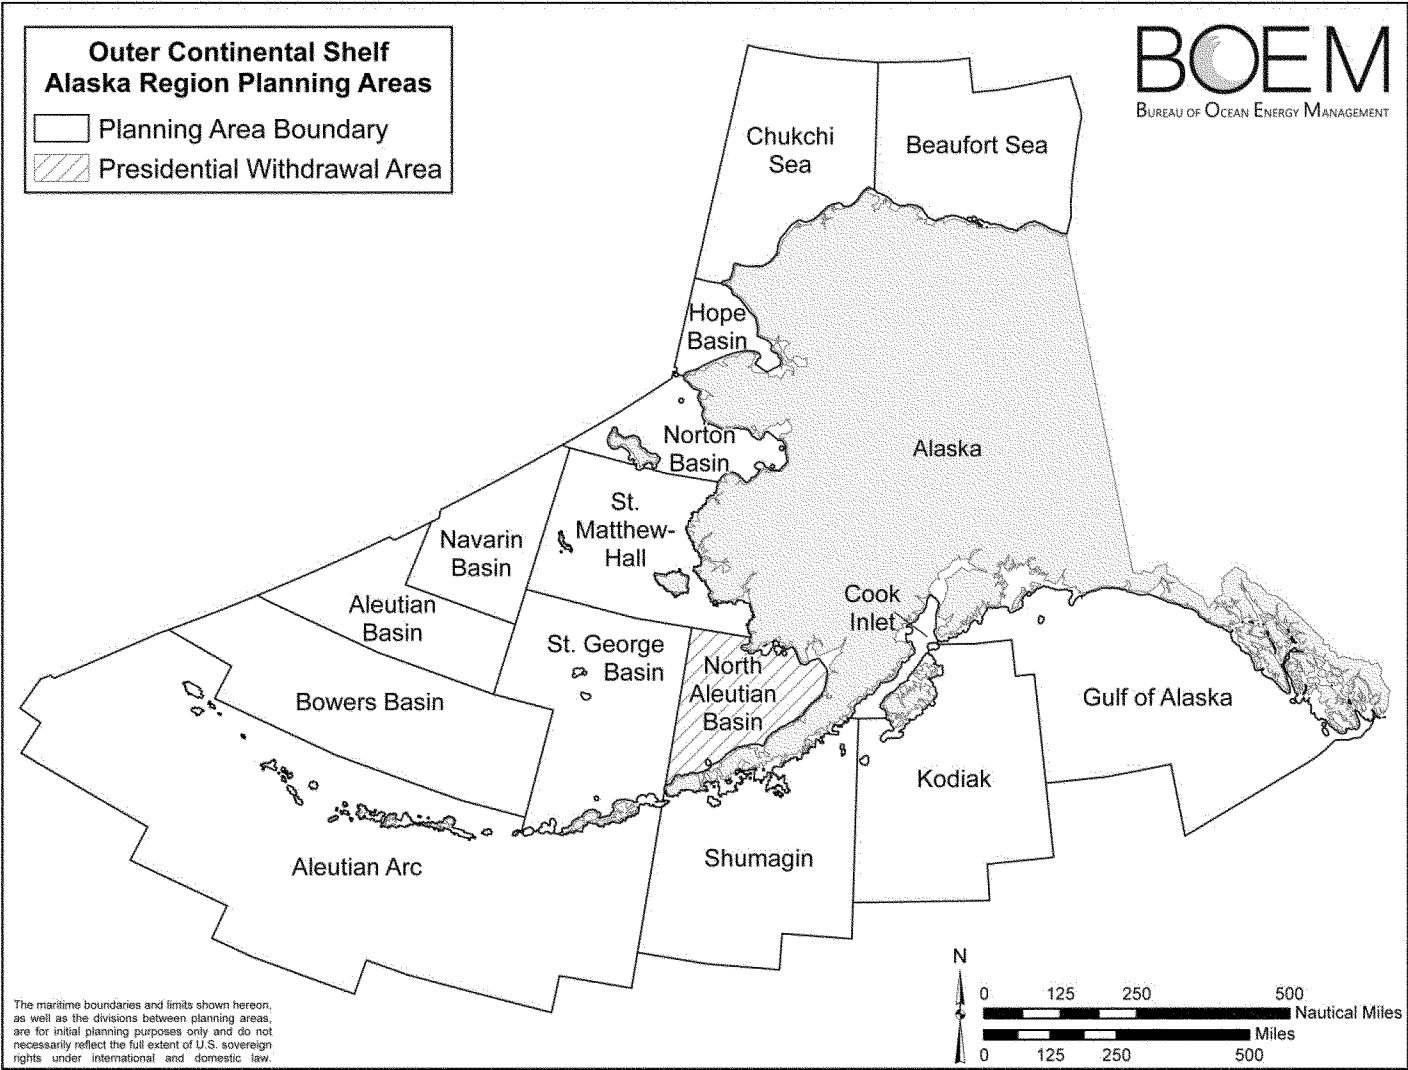 Outer Continental Shelf
Alaska Region Planning Areas
Planning Area Boundary
Presidential Withdrawal Area
BOEM
BUREAU OF OCEAN ENERGY MANAGEMENT
Chukchi
Sea
Beaufort Sea
Hope
Basin
Norton
Basin
Alaska
St.
Matthew-
Hall
Navarin
Basin
Aleutian
Basin
Cook
Inlet
St. George
Basin
North
Aleutian
Basin
Bowers Basin
Gulf of Alaska
Kodiak
Shumagin
Aleutian Arc
The maritime boundaries and limits shown hereon,
as well as the divisions between planning areas,
are for initial planning purposes only and do not
necessarily reflect the full extent of U.S. sovereign
rights under international and domestic law.
N
0 125 250 500
Nautical Miles
Miles
0 125 250 500